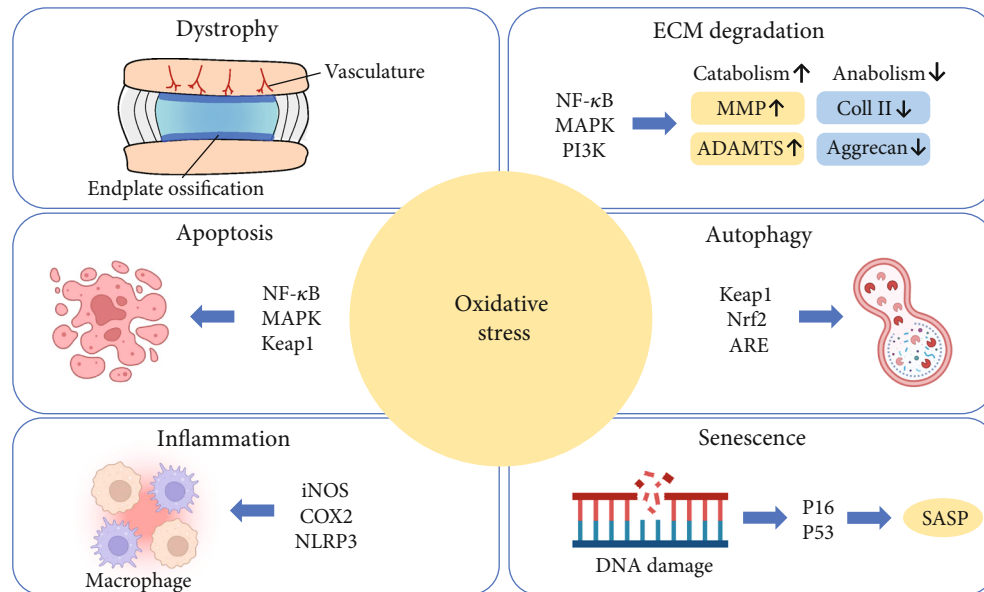 Dystrophy
Vasculature
Endplate ossification
ECM degradation
Catabolism↑ Anabolism↓
NF-κB
MAPK
PI3K
MMP↑ Coll II↓
ADAMTS↑ Aggrecan↓
Apoptosis
NF-κB
MAPK
Keap1
Oxidative
stress
Autophagy
Keap1
Nrf2
ARE
Inflammation
iNOS
COX2
NLRP3
Macrophage
Senescence
DNA damage
P16
P53
SASP